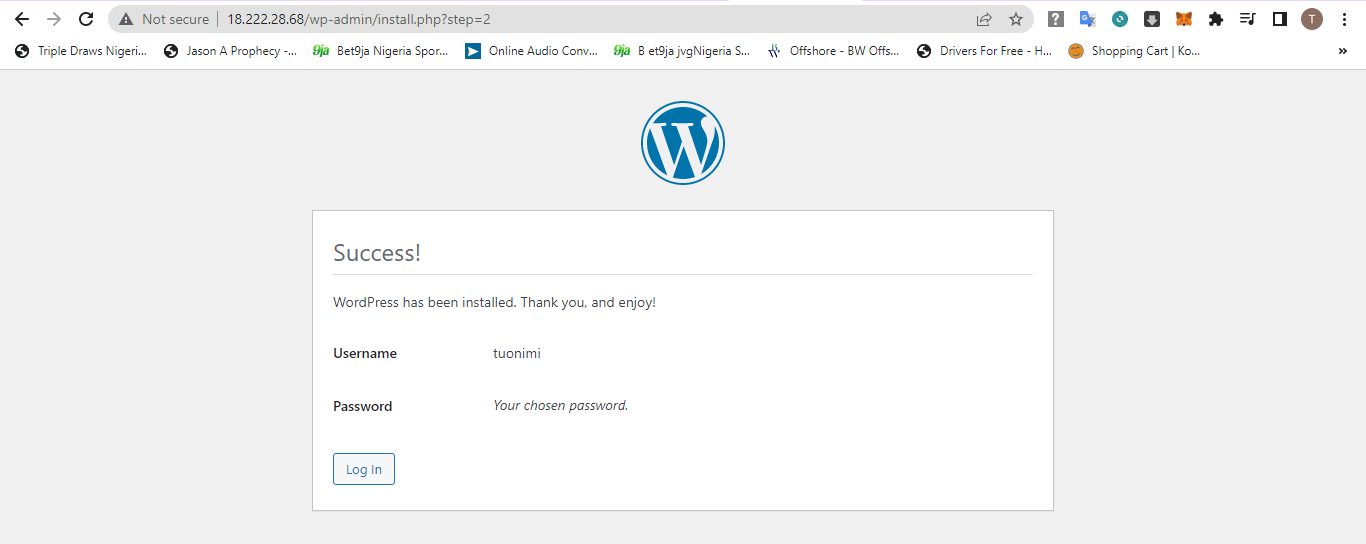 Not secure | 18.222.28.68/wp-admin/install.php?step=2
T
Triple Draws Nigeri... Jason A Prophecy -... 9ja Bet9ja Nigeria Spor... Online Audio Conv... 9ja B et9ja jvgNigeria S... Offshore - BW Offs... Drivers For Free - H... Shopping Cart | Ko... »
W
Success!
WordPress has been installed. Thank you, and enjoy!
Username tuonimi
Password Your chosen password.
Log In